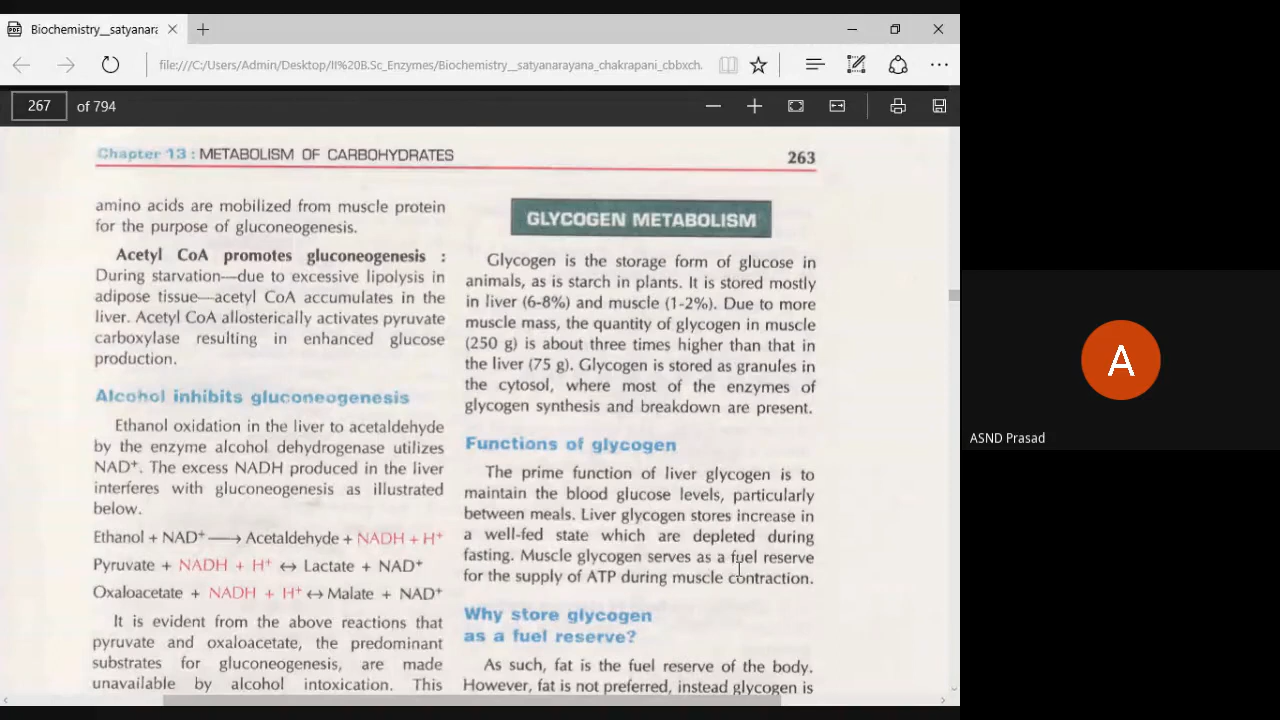 Biochemistry__satyanara
file:///C:/Users/Admin/Desktop/II%20B.Sc_Enzymes/Biochemistry__satyanarayana_chakrapani_cbbxch.
267 of 794
Chapter 13 : METABOLISM OF CARBOHYDRATES
263
amino acids are mobilized from muscle protein
for the purpose of gluconeogenesis.
Acetyl CoA promotes gluconeogenesis :
During starvation—due to excessive lipolysis in
adipose tissue—acetyl CoA accumulates in the
liver. Acetyl CoA allosterically activates pyruvate
carboxylase resulting in enhanced glucose
production.
Alcohol inhibits gluconeogenesis
Ethanol oxidation in the liver to acetaldehyde
by the enzyme alcohol dehydrogenase utilizes
NAD⁺. The excess NADH produced in the liver
interferes with gluconeogenesis as illustrated
below.
Ethanol + NAD⁺ ⟶ Acetaldehyde + NADH + H⁺
Pyruvate + NADH + H⁺ ↔ Lactate + NAD⁺
Oxaloacetate + NADH + H⁺ ↔ Malate + NAD⁺
It is evident from the above reactions that
pyruvate and oxaloacetate, the predominant
substrates for gluconeogenesis, are made
unavailable by alcohol intoxication. This
GLYCOGEN METABOLISM
Glycogen is the storage form of glucose in
animals, as is starch in plants. It is stored mostly
in liver (6-8%) and muscle (1-2%). Due to more
muscle mass, the quantity of glycogen in muscle
(250 g) is about three times higher than that in
the liver (75 g). Glycogen is stored as granules in
the cytosol, where most of the enzymes of
glycogen synthesis and breakdown are present.
Functions of glycogen
The prime function of liver glycogen is to
maintain the blood glucose levels, particularly
between meals. Liver glycogen stores increase in
a well-fed state which are depleted during
fasting. Muscle glycogen serves as a fuel reserve
for the supply of ATP during muscle contraction.
Why store glycogen
as a fuel reserve?
As such, fat is the fuel reserve of the body.
However, fat is not preferred, instead glycogen is
A
ASND Prasad